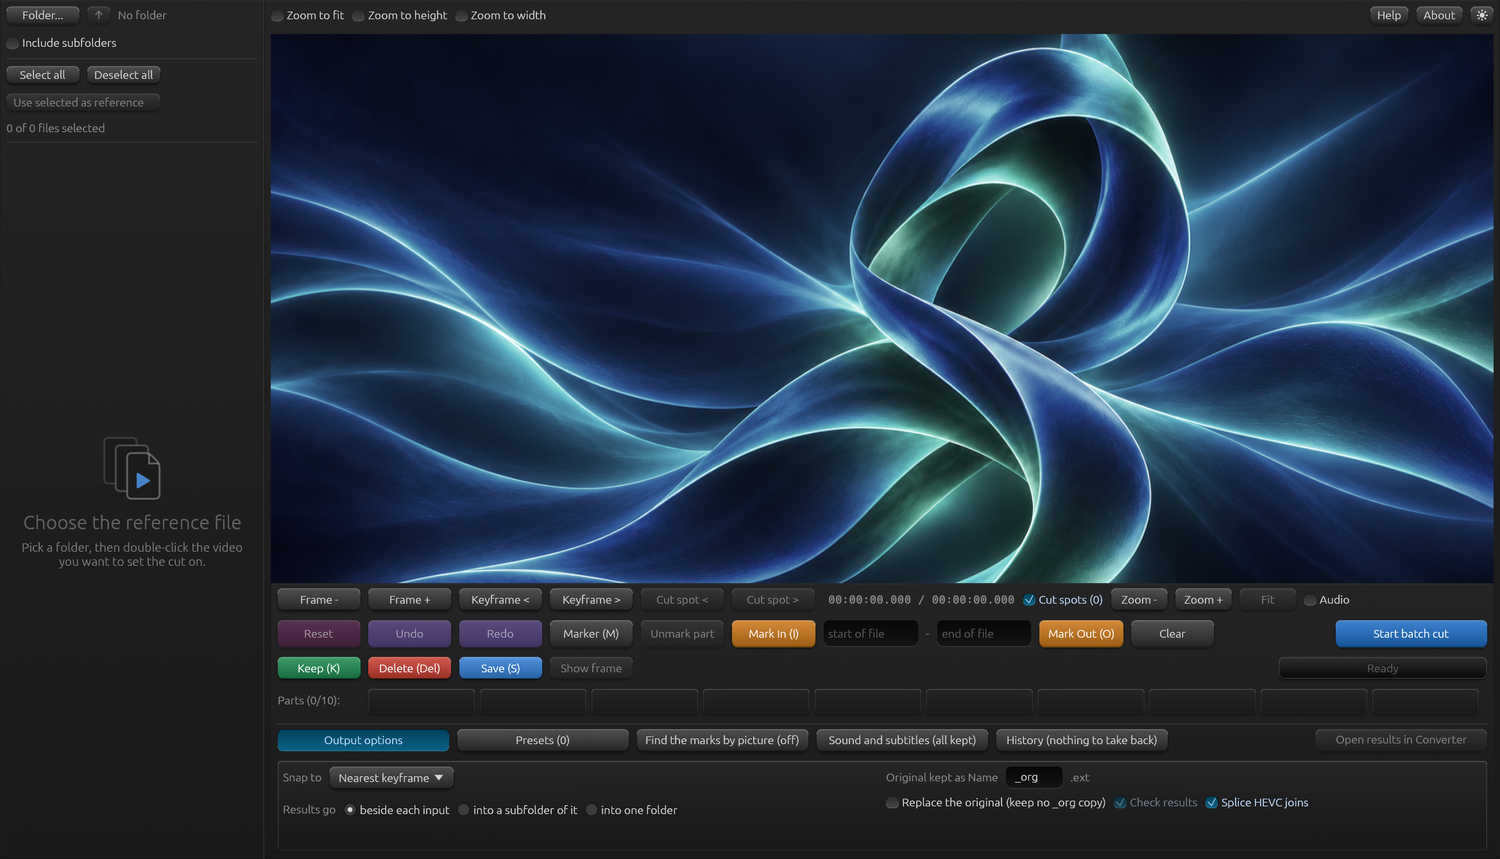 Folder... No folder
Include subfolders
Select all Deselect all
Use selected as reference
0 of 0 files selected
Choose the reference file
Pick a folder, then double-click the video
you want to set the cut on.
Zoom to fit Zoom to height Zoom to width
Help About
Frame - Frame + Keyframe < Keyframe > Cut spot < Cut spot > 00:00:00.000 / 00:00:00.000 Cut spots (0) Zoom - Zoom + Fit Audio
Reset Undo Redo Marker (M) Unmark part Mark In (I) start of file - end of file Mark Out (O) Clear Start batch cut
Keep (K) Delete (Del) Save (S) Show frame Ready
Parts (0/10):
Output options Presets (0) Find the marks by picture (off) Sound and subtitles (all kept) History (nothing to take back) Open results in Converter
Snap to Nearest keyframe Original kept as Name _org .ext
Replace the original (keep no _org copy) Check results Splice HEVC joins
Results go beside each input into a subfolder of it into one folder